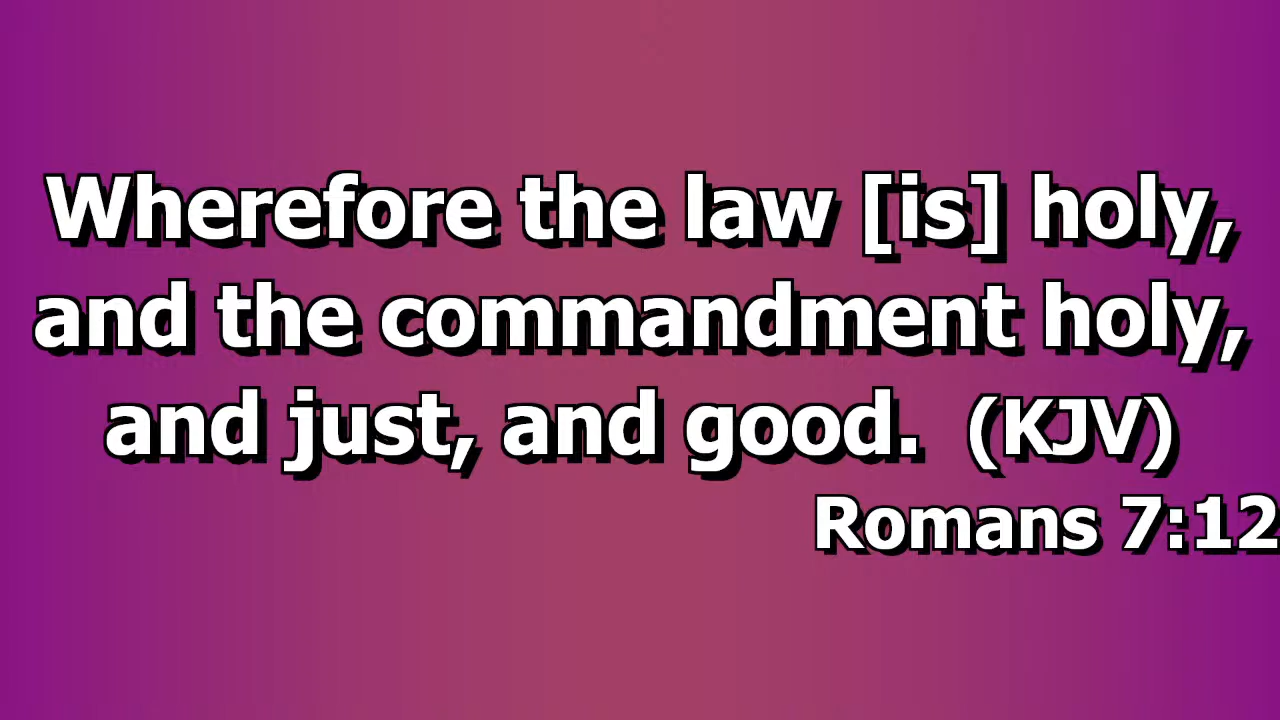 Wherefore the law [is] holy,
and the commandment holy,
and just, and good.  (KJV)
Romans 7:12